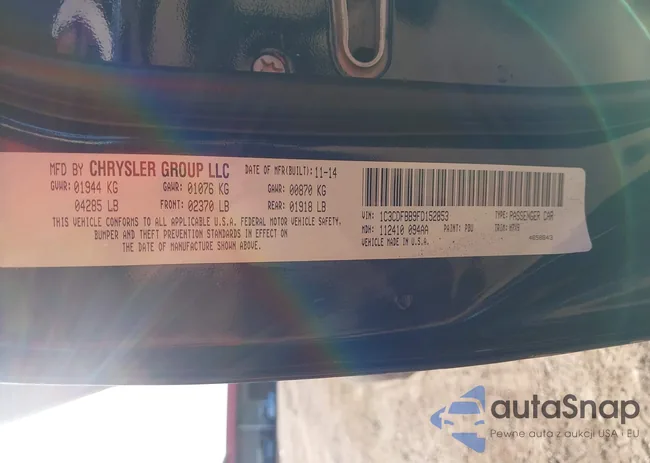 MFD BY CHRYSLER GROUP LLC DATE OF MFR(BUILT): 11-14
GVWR: 01944 KG GAWR: 01076 KG GAWR: 00870 KG
04285 LB FRONT: 02370 LB REAR: 01918 LB
THIS VEHICLE CONFORMS TO ALL APPLICABLE U.S.A. FEDERAL MOTOR VEHICLE SAFETY,
BUMPER AND THEFT PREVENTION STANDARDS IN EFFECT ON
THE DATE OF MANUFACTURE SHOWN ABOVE.
VIN: 1C3CDFBB9FD152853 TYPE: PASSENGER CAR
MDH: 112410 094AA PAINT: PBU
VEHICLE MADE IN U.S.A.
autoSnap
Pewne auta z aukcji USA i EU